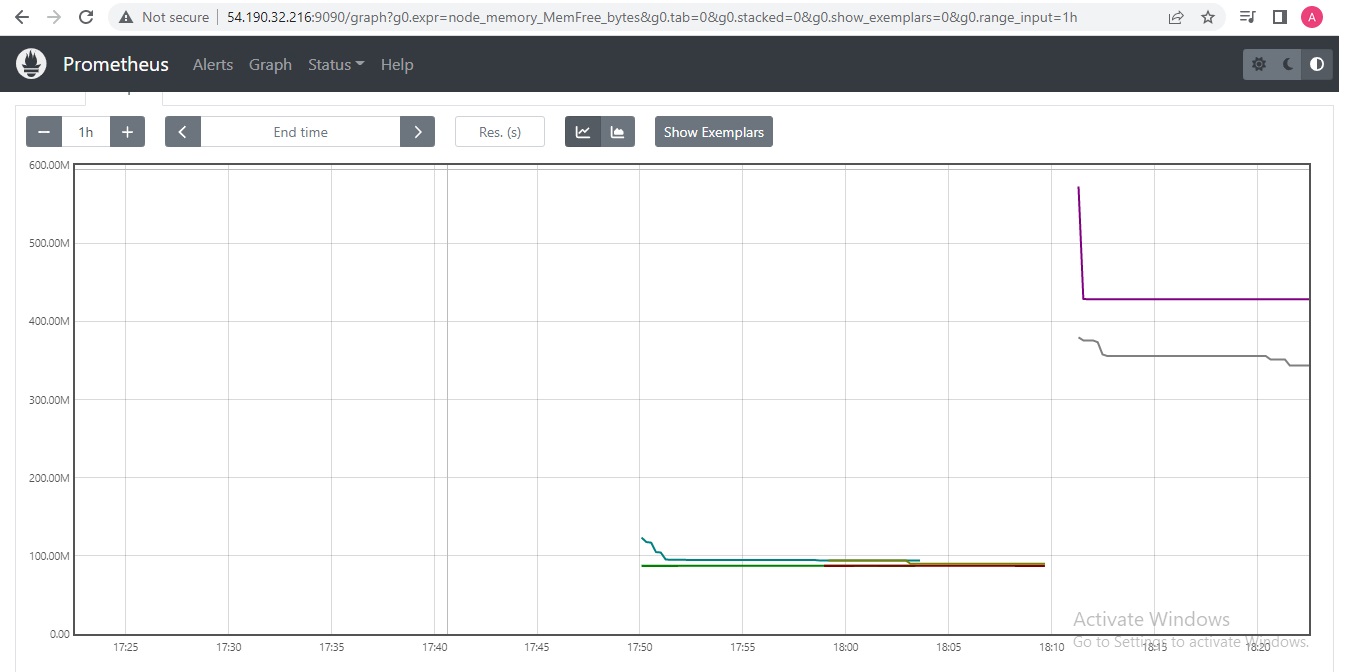 Not secure 54.190.32.216:9090/graph?g0.expr=node_memory_MemFree_bytes&g0.tab=0&g0.stacked=0&g0.show_exemplars=0&g0.range_input=1h A
Prometheus Alerts Graph Status Help
1h End time Res. (s) Show Exemplars
600.00M
500.00M
400.00M
300.00M
200.00M
100.00M
0.00
17:25 17:30 17:35 17:40 17:45 17:50 17:55 18:00 18:05 18:10 18:15 18:20
Activate Windows
Go to Settings to activate Windows.